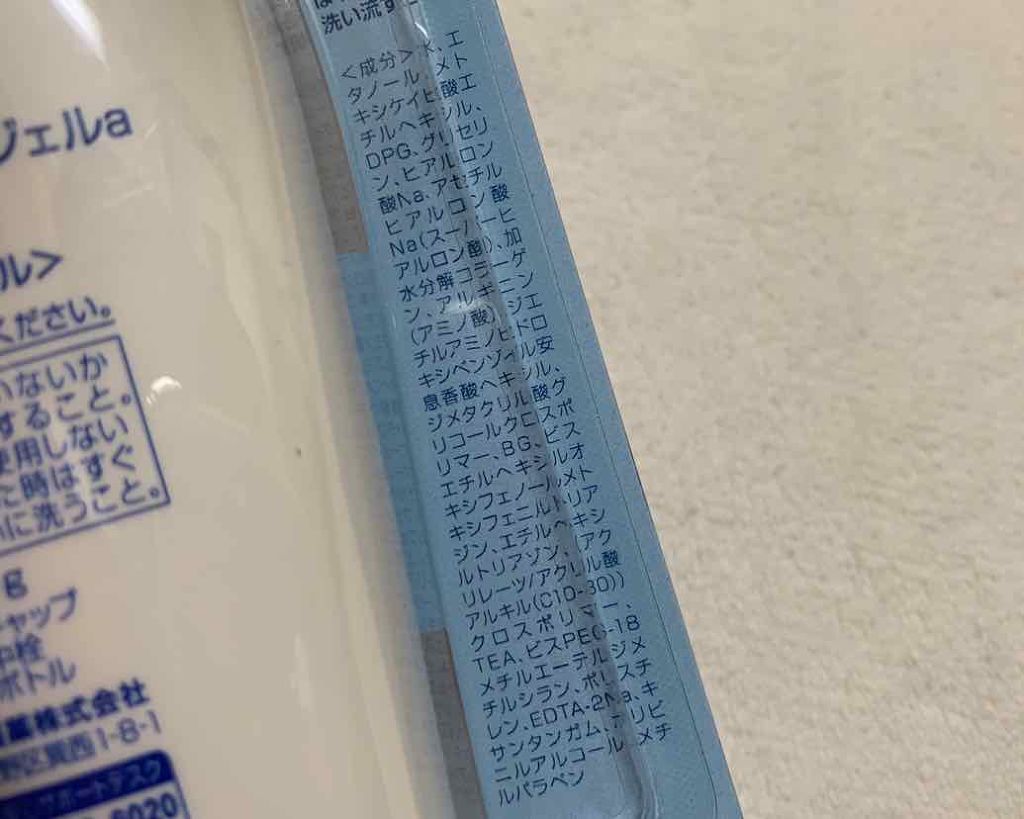 ジェルa
ル>
ください。
いないか
すること。
使用しない
た時はすぐ
に洗うこと。
g
キャップ
中栓
ボトル
株式会社
西1-8-1
サポートデスク
6020
洗い流す
<成分>水、エ
タノール、メト
キシケイヒ酸エ
チルヘキシル、
DPG、グリセリ
ン、ヒアルロン
酸Na、アセチル
ヒアルロン酸
Na(スーパーヒ
アルロン酸)、加
水分解コラーゲ
ン、アルギニン
(アミノ酸)、ジエ
チルアミノヒドロ
キシベンゾイル安
息香酸ヘキシル、
ジメタクリル酸グ
リコールクロスポ
リマー、BG、ビス
エチルヘキシルオ
キシフェノールメト
キシフェニルトリア
ジン、エチルヘキシ
ルトリアゾン、(アク
リレーツ/アクリル酸
アルキル(C10-30))
クロスポリマー、
TEA、ビスPEG-18
メチルエーテルジメ
チルシラン、ポリスチ
レン、EDTA-2Na、キ
サンタンガム、ポリビ
ニルアルコール、メチ
ルパラベン